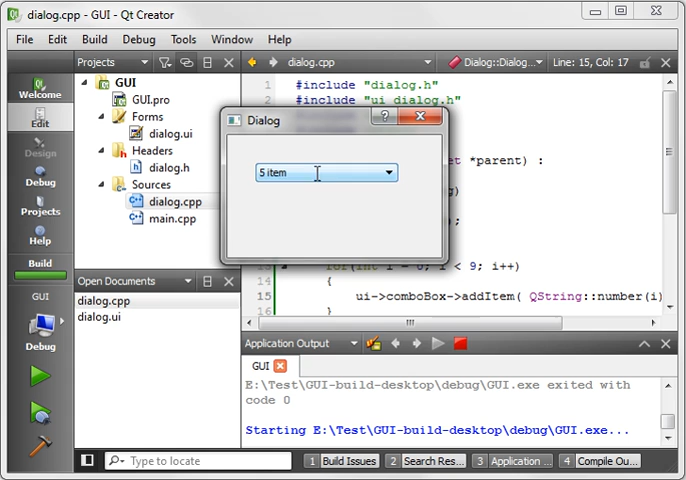 dialog.cpp - GUI - Qt Creator
File Edit Build Debug Tools Window Help
Projects
dialog.cpp
Dialog::Dialog...
Line: 15, Col: 17
Welcome
Edit
Design
Debug
Projects
Help
Build
GUI
Debug
GUI
GUI.pro
Forms
dialog.ui
Headers
dialog.h
Sources
dialog.cpp
main.cpp
Open Documents
dialog.cpp
dialog.ui
1 #include "dialog.h"
2 #include "ui_dialog.h"
*parent) :
)
);
Dialog
?
5 item
i < 9; i++)
14 {
15 ui->comboBox->addItem( QString::number(i)
16 }
Application Output
GUI
E:\Test\GUI-build-desktop\debug\GUI.exe exited with
code 0
Starting E:\Test\GUI-build-desktop\debug\GUI.exe...
Type to locate
1 Build Issues
2 Search Res...
3 Application ...
4 Compile Ou...